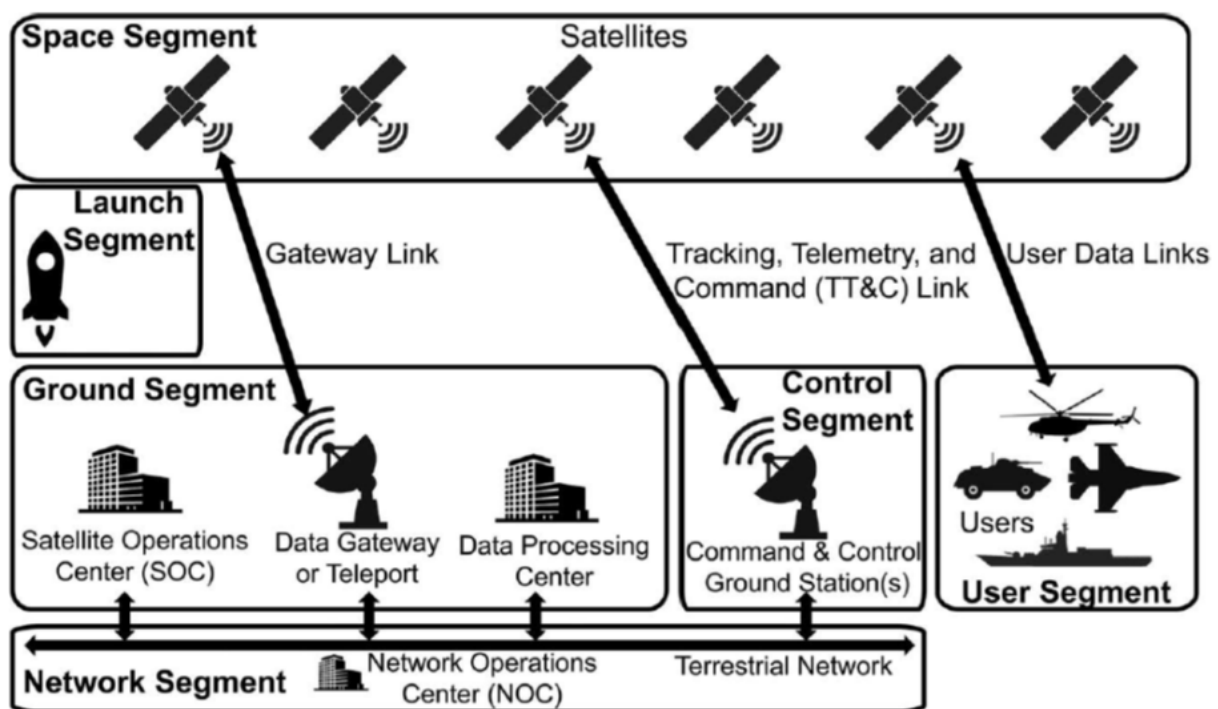 Space Segment
Satellites
Launch
Segment
Gateway Link
Tracking, Telemetry, and
Command (TT&C) Link
User Data Links
Ground Segment
Satellite Operations
Center (SOC)
Data Gateway
or Teleport
Data Processing
Center
Control
Segment
Command & Control
Ground Station(s)
Users
User Segment
Network Segment
Network Operations
Center (NOC)
Terrestrial Network